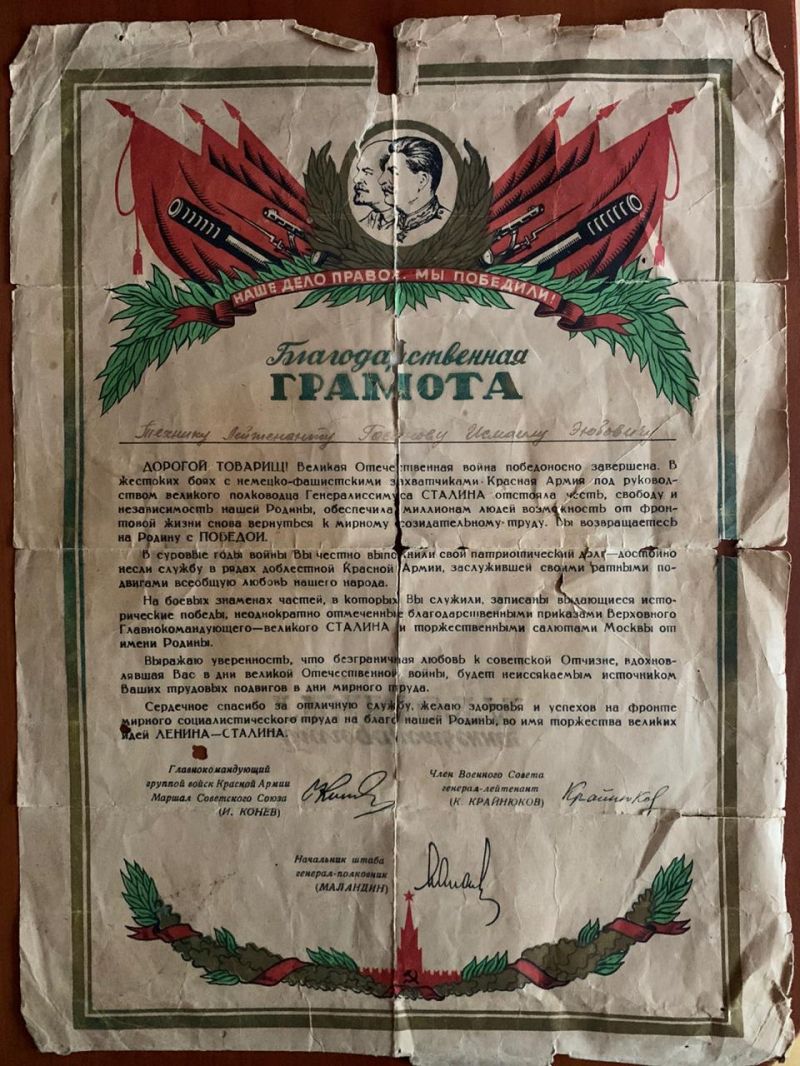 НАШЕ ДЕЛО ПРАВОЕ. МЫ ПОБЕДИЛИ!
Благодарственная
ГРАМОТА
Технику Лейтенанту Исмаилу Эюбовичу
ДОРОГОЙ ТОВАРИЩ! Великая Отечественная война победоносно завершена. В
жестоких боях с немецко-фашистскими захватчиками Красная Армия под руковод-
ством великого полководца Генералиссимуса СТАЛИНА отстояла честь, свободу и
независимость нашей Родины, обеспечила миллионам людей возможность от фрон-
товой жизни снова вернуться к мирному созидательному труду. Вы возвращаетесь
на Родину с ПОБЕДОЙ.
В суровые годы войны Вы честно выполнили свой патриотический долг—достойно
несли службу в рядах доблестной Красной Армии, заслужившей своими ратными по-
двигами всеобщую любовь нашего народа.
На боевых знаменах частей, в которых Вы служили, записаны выдающиеся исто-
рические победы, неоднократно отмеченные благодарственными приказами Верховного
Главнокомандующего—великого СТАЛИНА и торжественными салютами Москвы от
имени Родины.
Выражаю уверенность, что безграничная любовь к советской Отчизне, вдохнов-
лявшая Вас в дни великой Отечественной войны, будет неиссякаемым источником
Ваших трудовых подвигов в дни мирного труда.
Сердечное спасибо за отличную службу, желаю здоровья и успехов на фронте
мирного социалистического труда на благо нашей Родины, во имя торжества великих
идей ЛЕНИНА—СТАЛИНА.
Главнокомандующий
группой войск Красной Армии
Маршал Советского Союза
(И. КОНЕВ)
Член Военного Совета
генерал-лейтенант
(К. КРАЙНЮКОВ)
Крайнюков
Начальник штаба
генерал-полковник
(МАЛАНДИН)